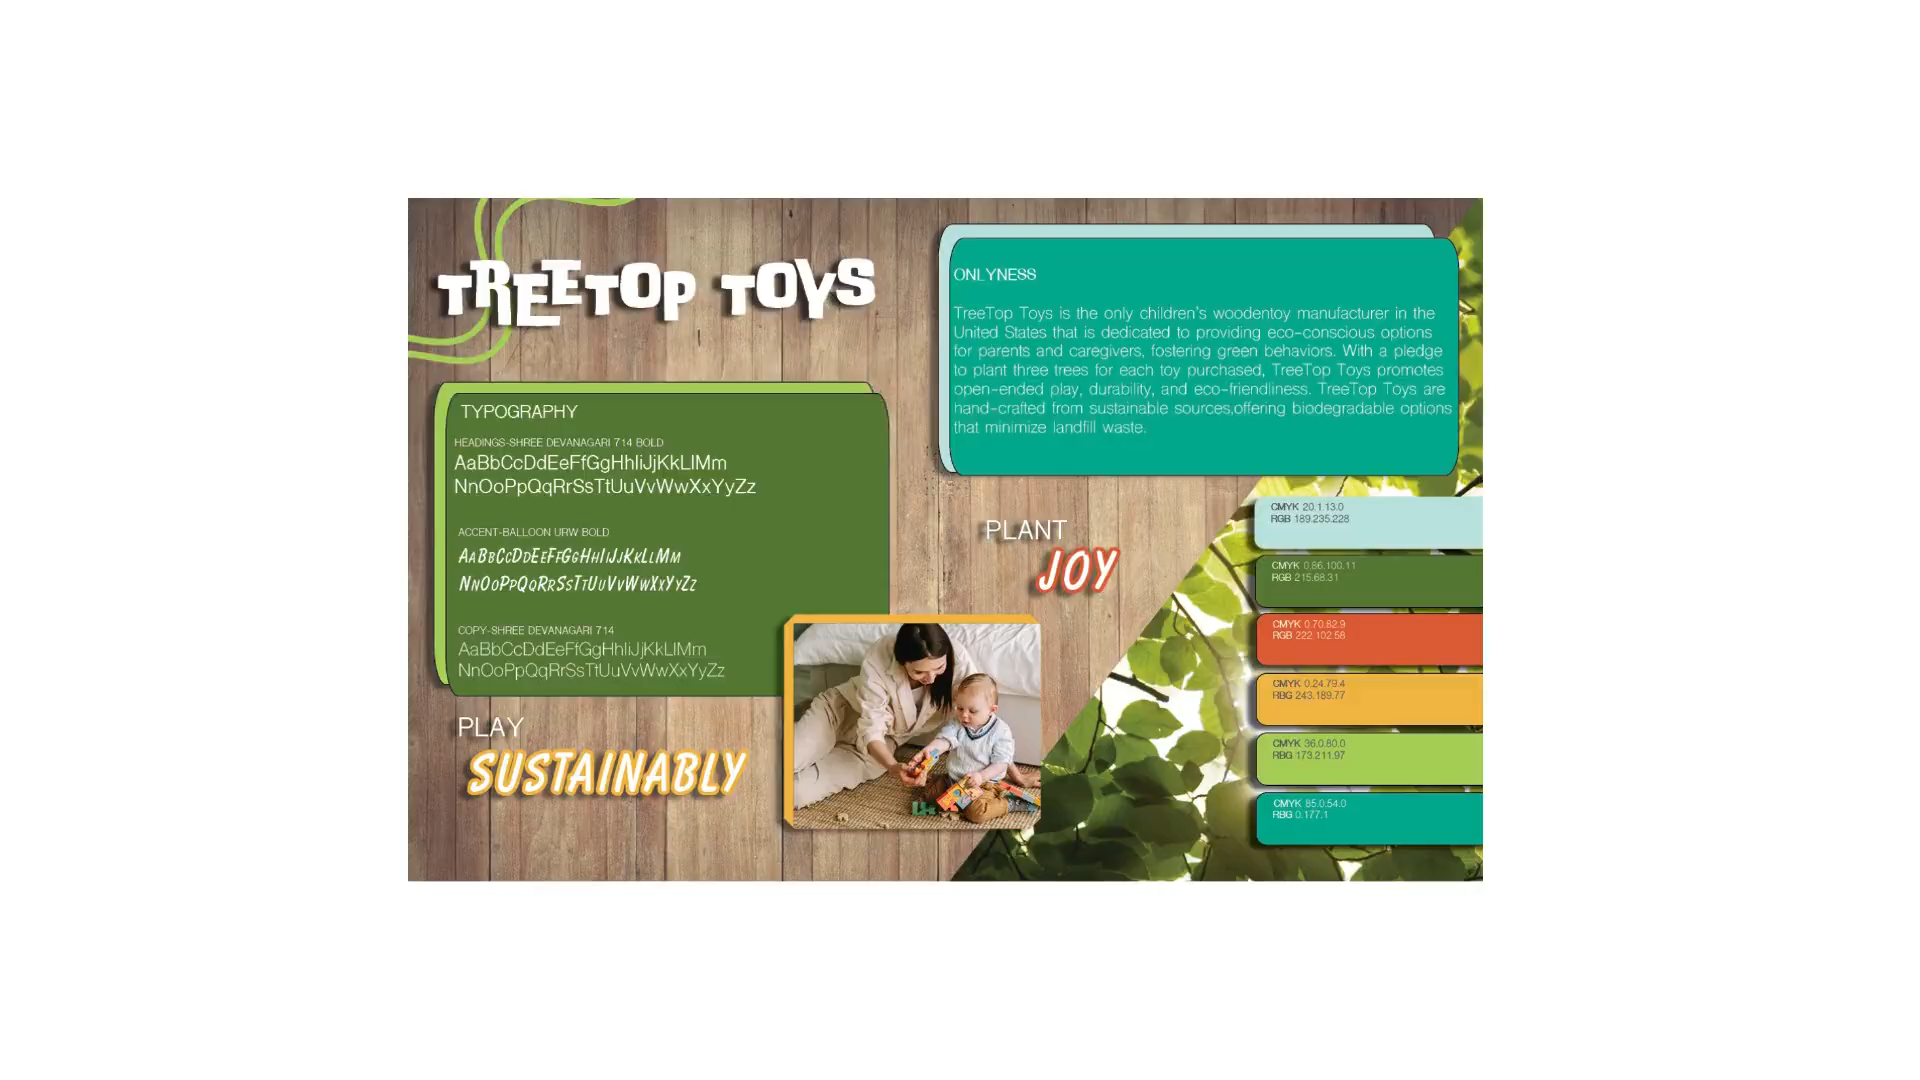 TREETOP TOYS
TYPOGRAPHY
HEADINGS-SHREE DEVANAGARI 714 BOLD
AaBbCcDdEeFfGgHhIiJjKkLlMm
NnOoPpQqRrSsTtUuVvWwXxYyZz
ACCENT-BALLOON URW BOLD
AaBbCcDdEeFfGgHhIiJjKkLlMm
NnOoPpQqRrSsTtUuVvWwXxYyZz
COPY-SHREE DEVANAGARI 714
AaBbCcDdEeFfGgHhIiJjKkLlMm
NnOoPpQqRrSsTtUuVvWwXxYyZz
PLAY
SUSTAINABLY
ONLYNESS
TreeTop Toys is the only children's woodentoy manufacturer in the
United States that is dedicated to providing eco-conscious options
for parents and caregivers, fostering green behaviors. With a pledge
to plant three trees for each toy purchased, TreeTop Toys promotes
open-ended play, durability, and eco-friendliness. TreeTop Toys are
hand-crafted from sustainable sources,offering biodegradable options
that minimize landfill waste.
PLANT
JOY
CMYK 20.1.13.0
RGB 189.235.228
CMYK 0.86.100.11
RGB 215.68.31
CMYK 0.70.82.9
RGB 222.102.58
CMYK 0.24.79.4
RBG 243.189.77
CMYK 36.0.80.0
RBG 173.211.97
CMYK 85.0.54.0
RBG 0.177.1